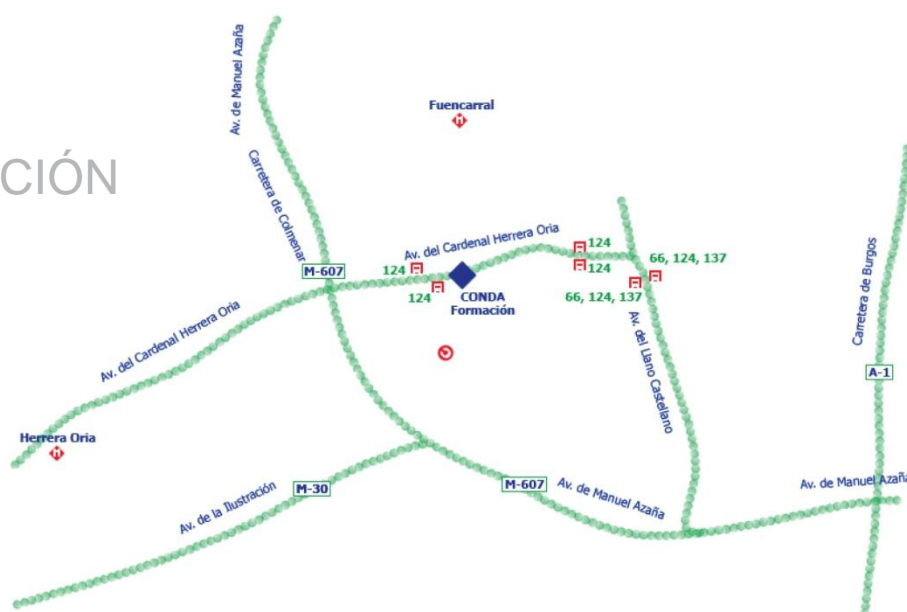 Av. de Manuel Azaña
Fuencarral
CIÓN
Carretera de Colmenar
Av. del Cardenal Herrera Oria
124
66, 124, 137
M-607
124
124
124
CONDA
Formación
66, 124, 137
Carretera de Burgos
Av. del Cardenal Herrera Oria
Av. del Llano Castellano
A-1
Herrera Oria
M-30
M-607
Av. de Manuel Azaña
Av. de Manuel Azaña
Av. de la Ilustración